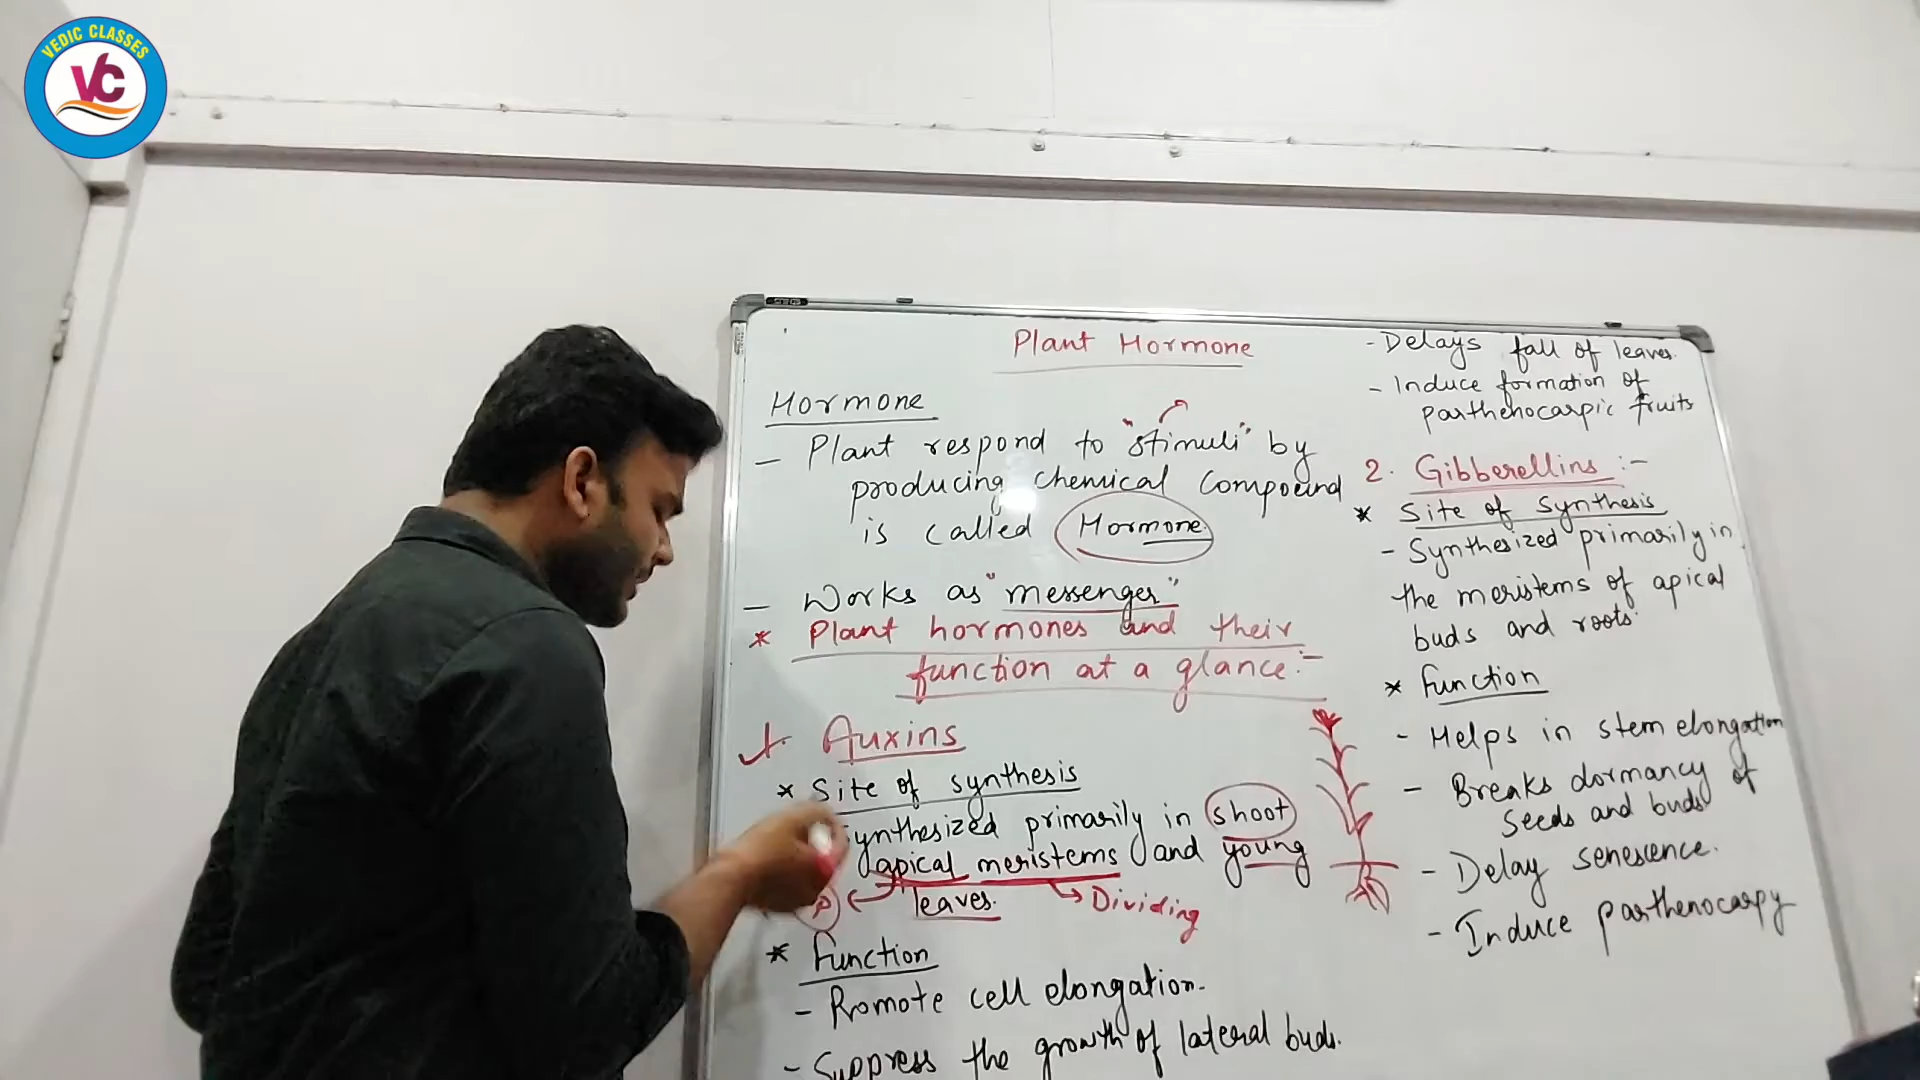 VEDIC CLASSES
VC
Plant Hormone
Hormone
- Plant respond to "stimuli" by
producing chemical compound
is called Hormone.
- Works as "messenger"
* Plant hormones and their
function at a glance:-
1. Auxins
* Site of synthesis
synthesized primarily in shoot
apical meristems and young
leaves.
Dividing
* Function
- Promote cell elongation.
- Suppress the growth of lateral buds.
- Delays fall of leaves.
- Induce formation of
parthenocarpic fruits
2. Gibberellins :-
* Site of synthesis
- Synthesized primarily in
the meristems of apical
buds and roots.
* Function
- Helps in stem elongation
- Breaks dormancy of
seeds and buds
- Delay senescence.
- Induce parthenocarpy